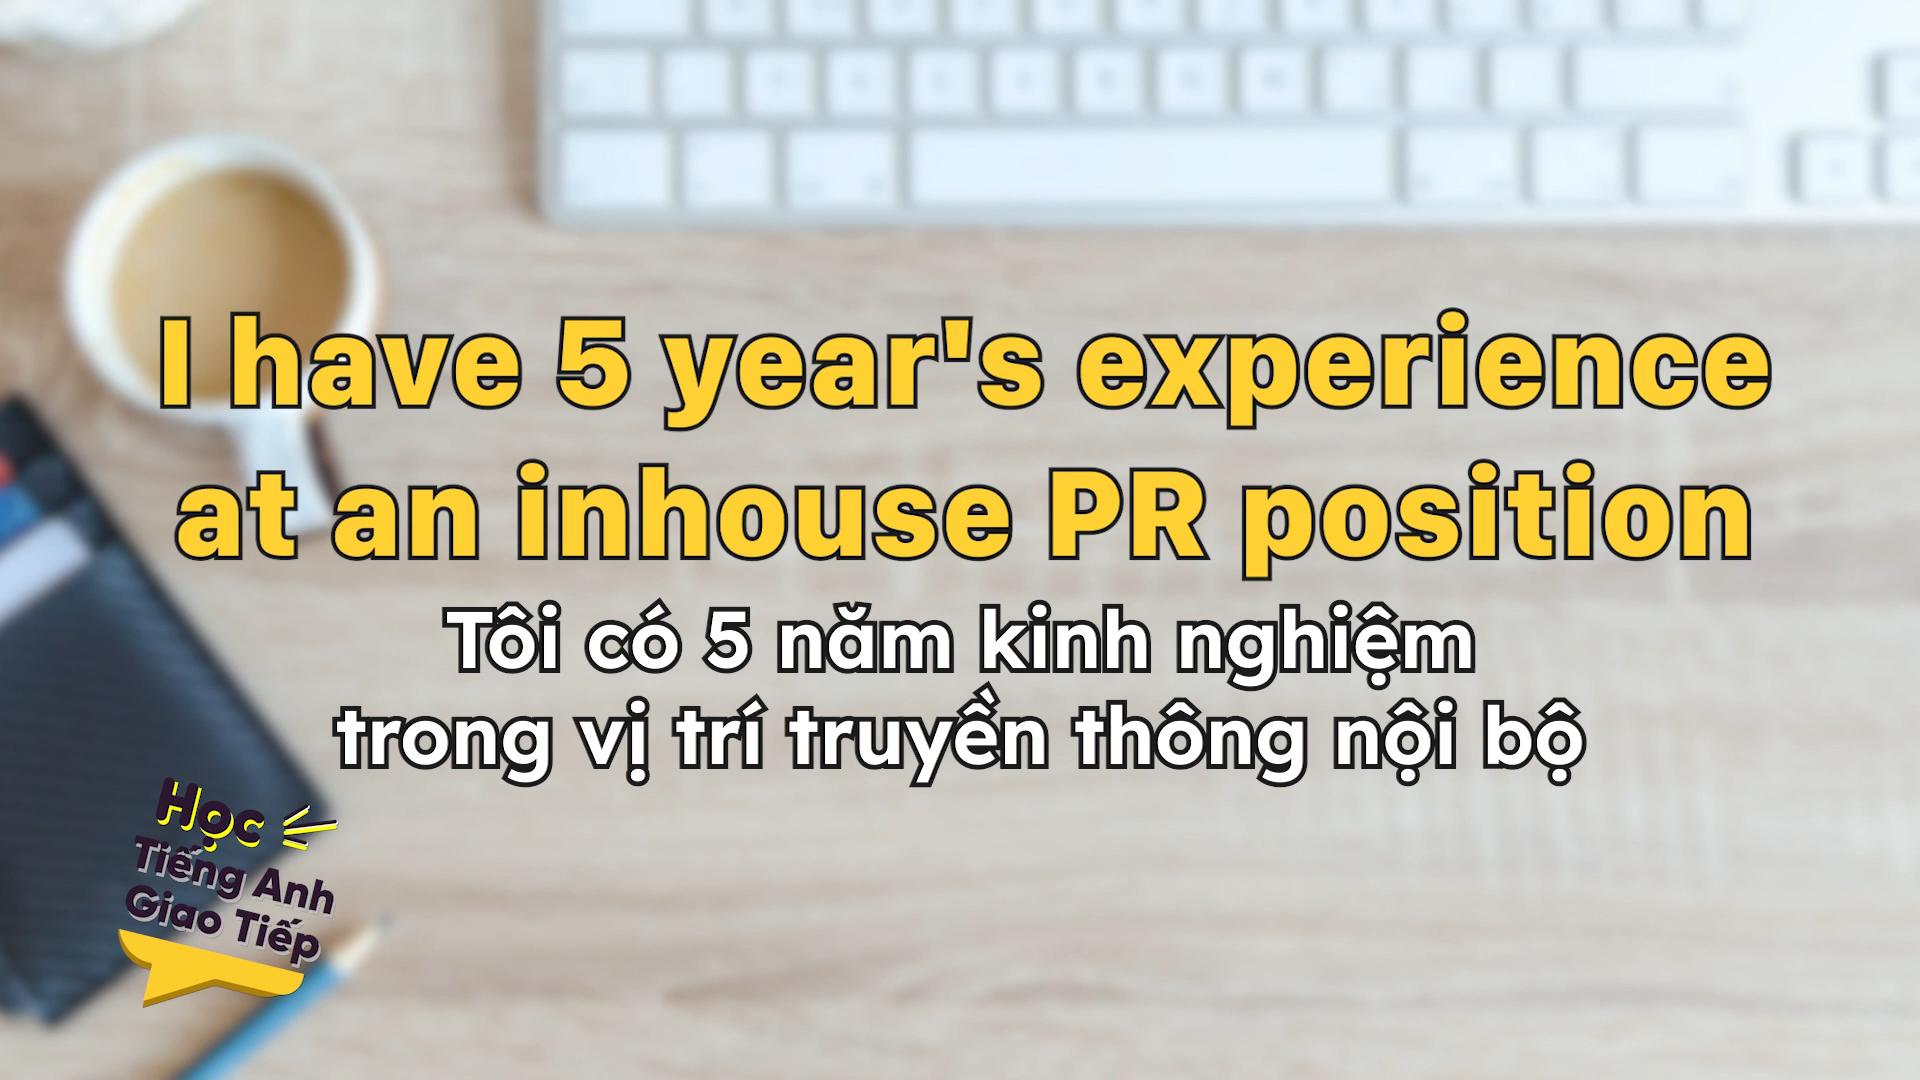 I have 5 year's experience
at an inhouse PR position
Tôi có 5 năm kinh nghiệm
trong vị trí truyền thông nội bộ
Học
Tiếng Anh
Giao Tiếp